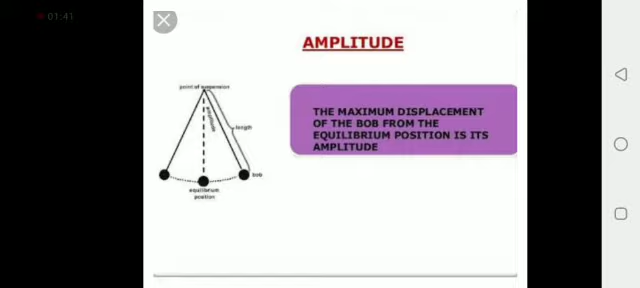 01:41
AMPLITUDE
point of suspension
amplitude
length
THE MAXIMUM DISPLACEMENT
OF THE BOB FROM THE
EQUILIBRIUM POSITION IS ITS
AMPLITUDE
bob
equilibrium
position